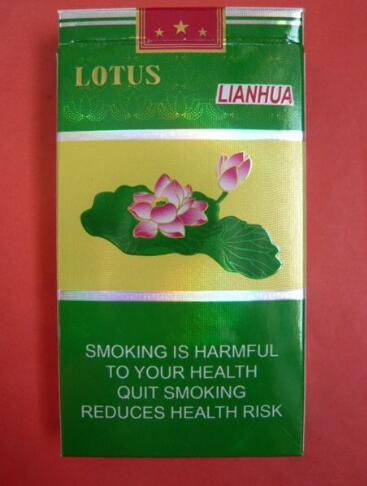 LOTUS
LIANHUA
SMOKING IS HARMFUL
TO YOUR HEALTH
QUIT SMOKING
REDUCES HEALTH RISK